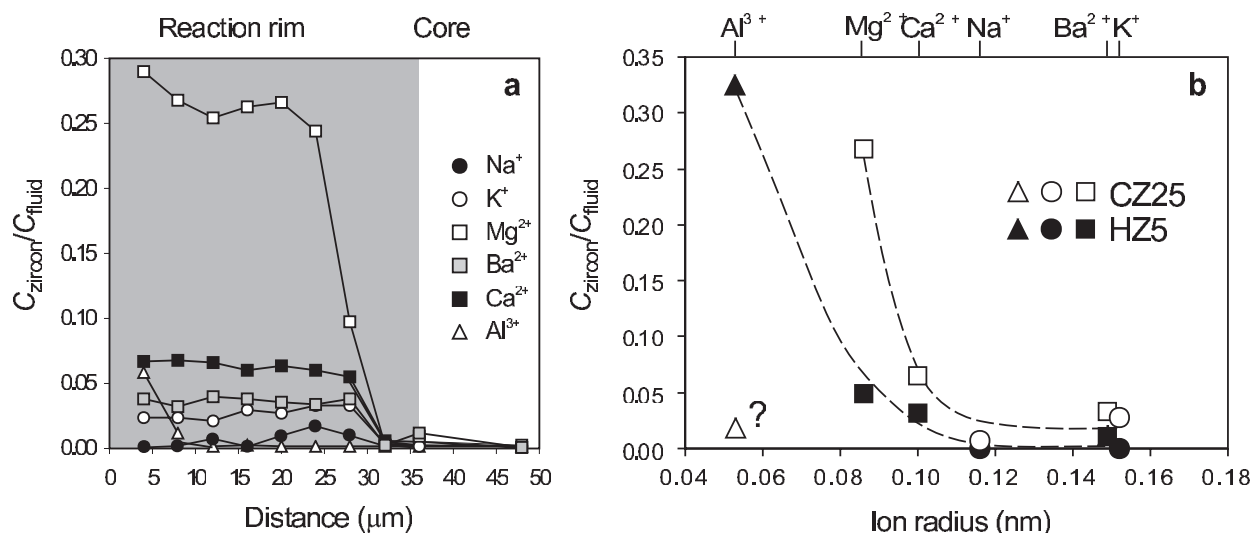 Reaction rim Core
a
0.30
0.25
0.20
0.15
0.10
0.05
0.00
C_zircon/C_fluid
Na⁺
K⁺
Mg²⁺
Ba²⁺
Ca²⁺
Al³⁺
0 5 10 15 20 25 30 35 40 45 50
Distance (μm)
Al³⁺ Mg²⁺ Ca²⁺ Na⁺ Ba²⁺ K⁺
b
0.35
0.30
0.25
0.20
0.15
0.10
0.05
0.00
C_zircon/C_fluid
CZ25
HZ5
?
0.04 0.06 0.08 0.10 0.12 0.14 0.16 0.18
Ion radius (nm)